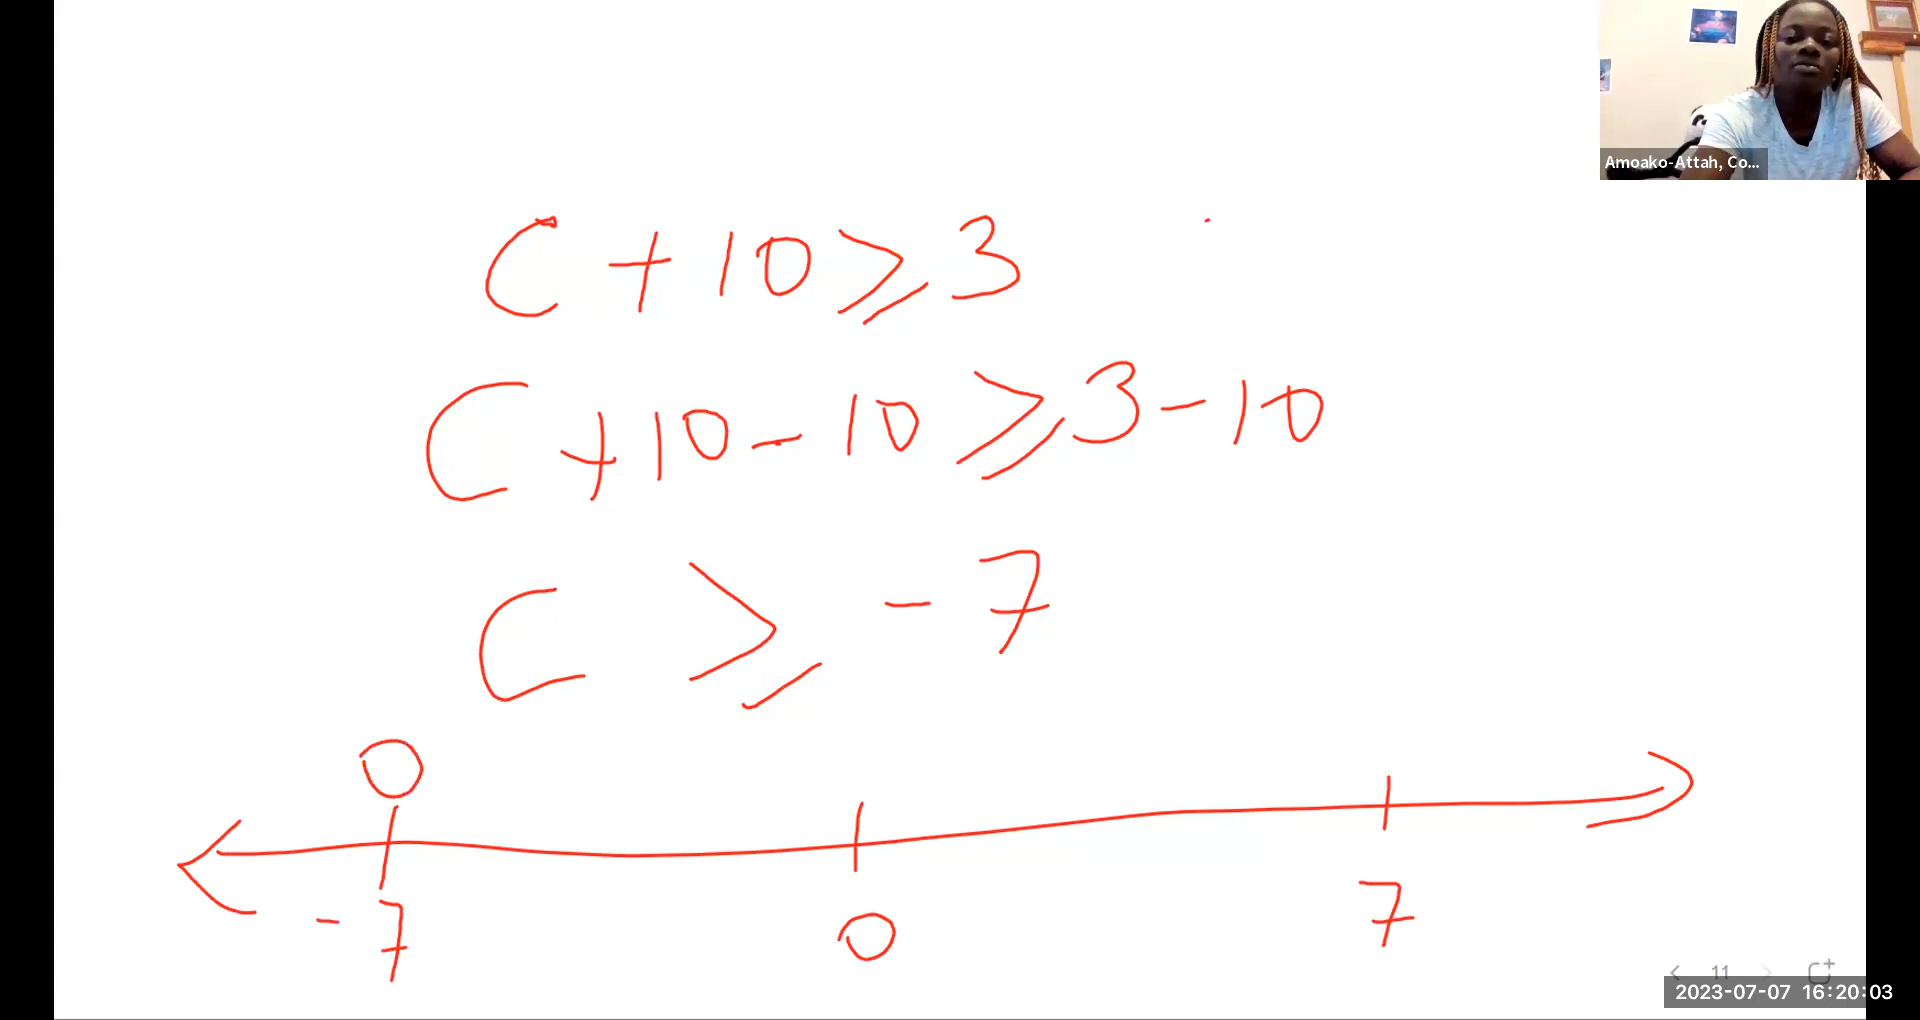 Amoako-Attah, Co...
C + 10 ≥ 3
C + 10 - 10 ≥ 3 - 10
C ≥ - 7
- 7 0 7
11
2023-07-07 16:20:03